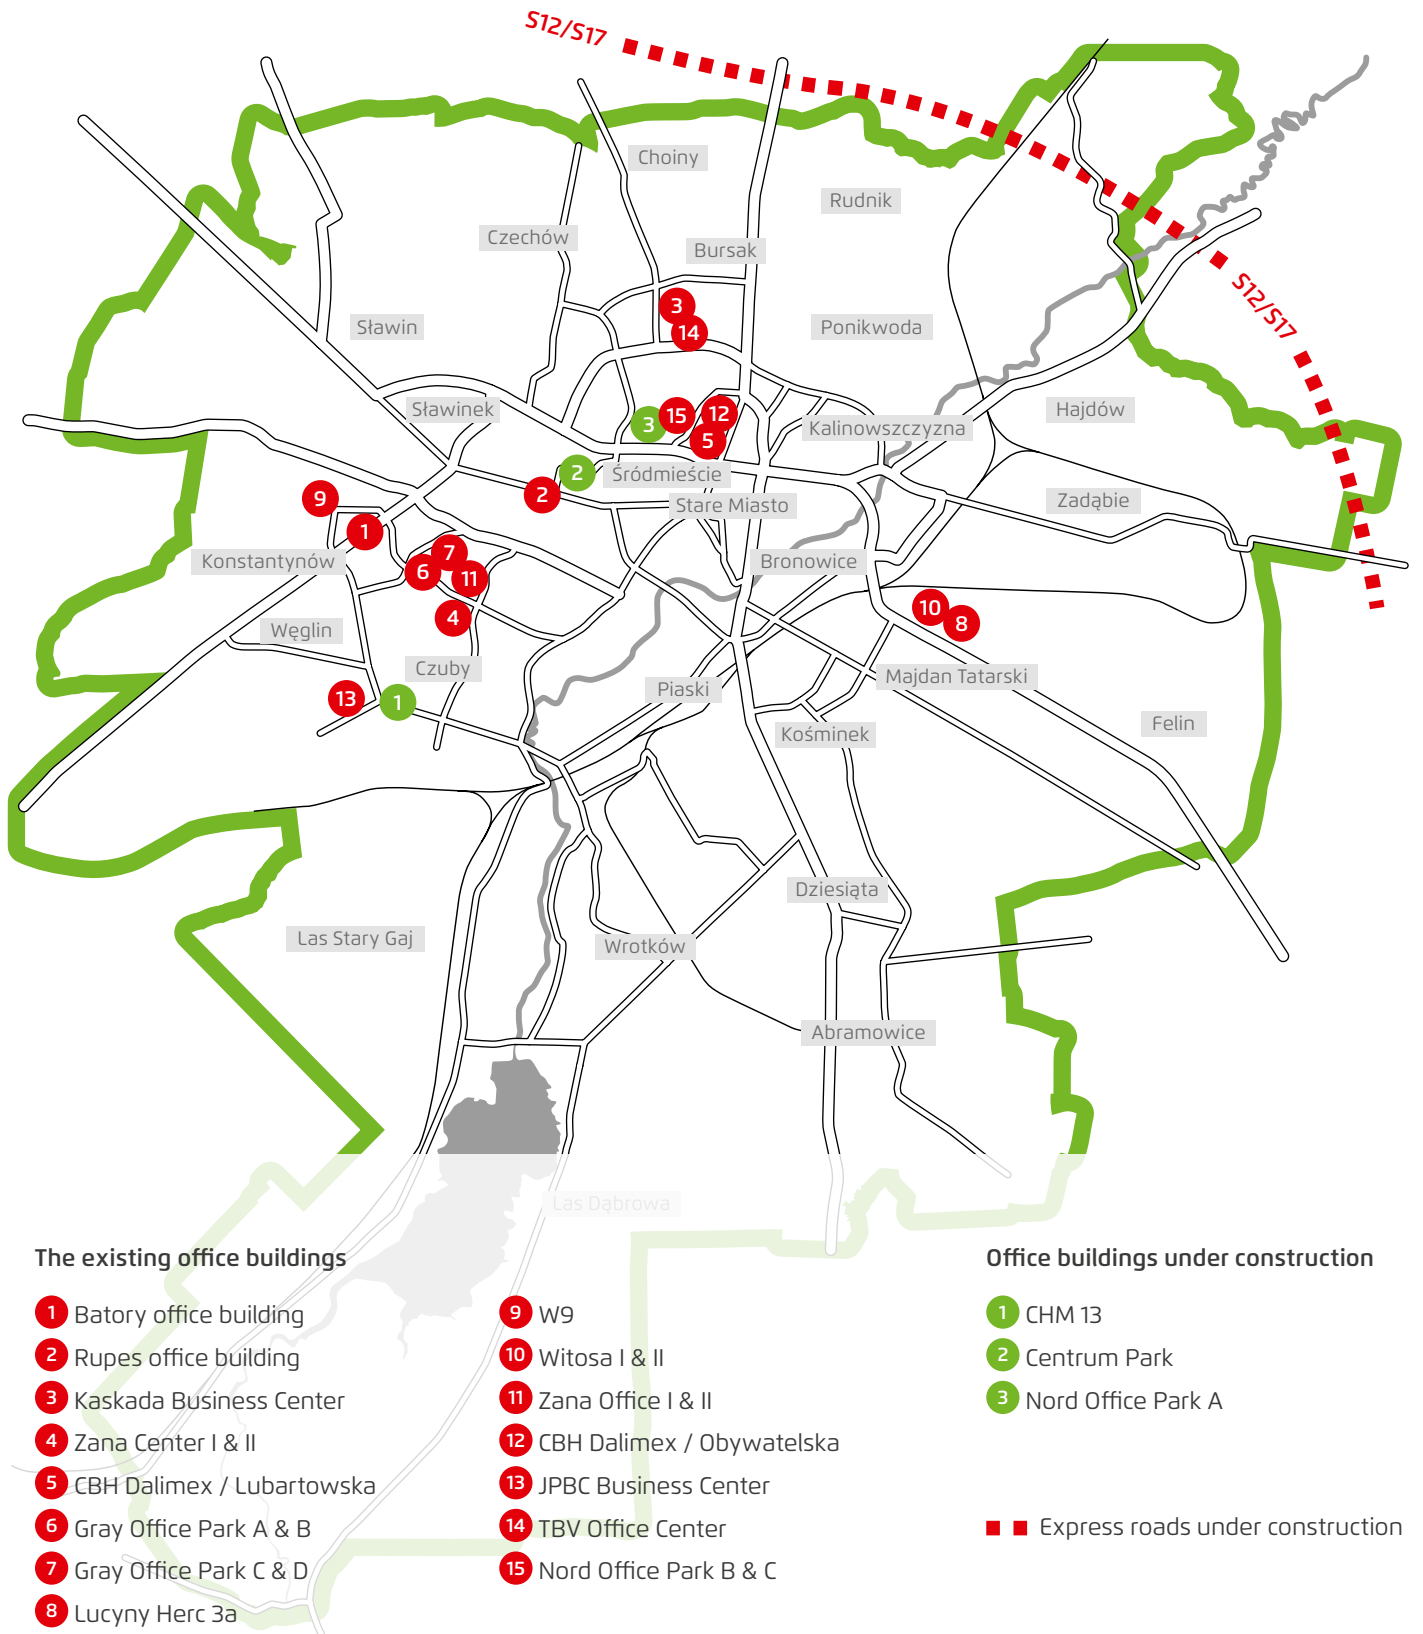 S12/S17
Choiny
Rudnik
Czechów
Bursak
S12/S17
3
Sławin
14
Ponikwoda
Sławinek
Hajdów
3
15
12
Kalinowszczyzna
5
2
Śródmieście
9
2
Stare Miasto
Zadąbie
1
Konstantynów
7
Bronowice
6
11
10
4
8
Węglin
Czuby
Majdan Tatarski
13
1
Piaski
Felin
Kośminek
Dziesiąta
Las Stary Gaj
Wrotków
Abramowice
Las Dąbrowa
The existing office buildings
1 Batory office building
2 Rupes office building
3 Kaskada Business Center
4 Zana Center I & II
5 CBH Dalimex / Lubartowska
6 Gray Office Park A & B
7 Gray Office Park C & D
8 Lucyny Herc 3a
9 W9
10 Witosa I & II
11 Zana Office I & II
12 CBH Dalimex / Obywatelska
13 JPBC Business Center
14 TBV Office Center
15 Nord Office Park B & C
Office buildings under construction
1 CHM 13
2 Centrum Park
3 Nord Office Park A
Express roads under construction